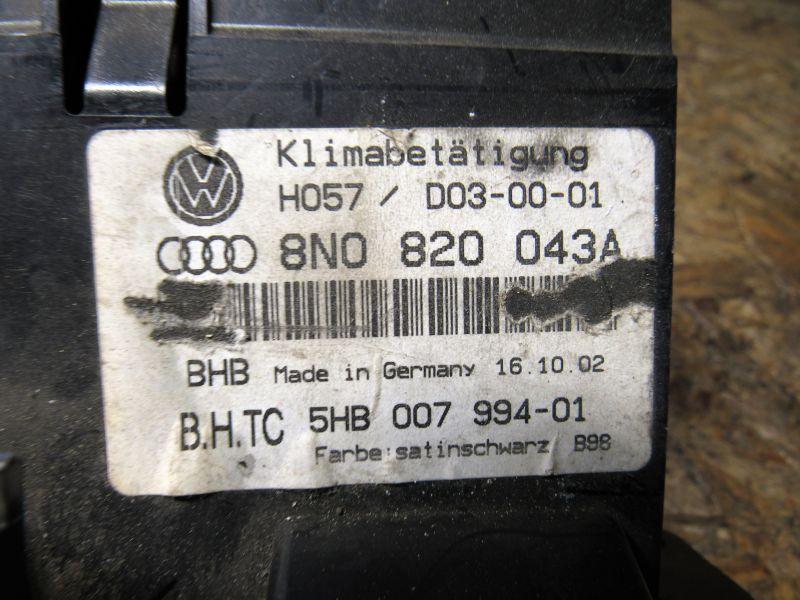 Klimabetätigung
H057 / D03-00-01
8N0 820 043A
BHB Made in Germany 16.10.02
B.H.TC 5HB 007 994-01
Farbe:satinschwarz B98